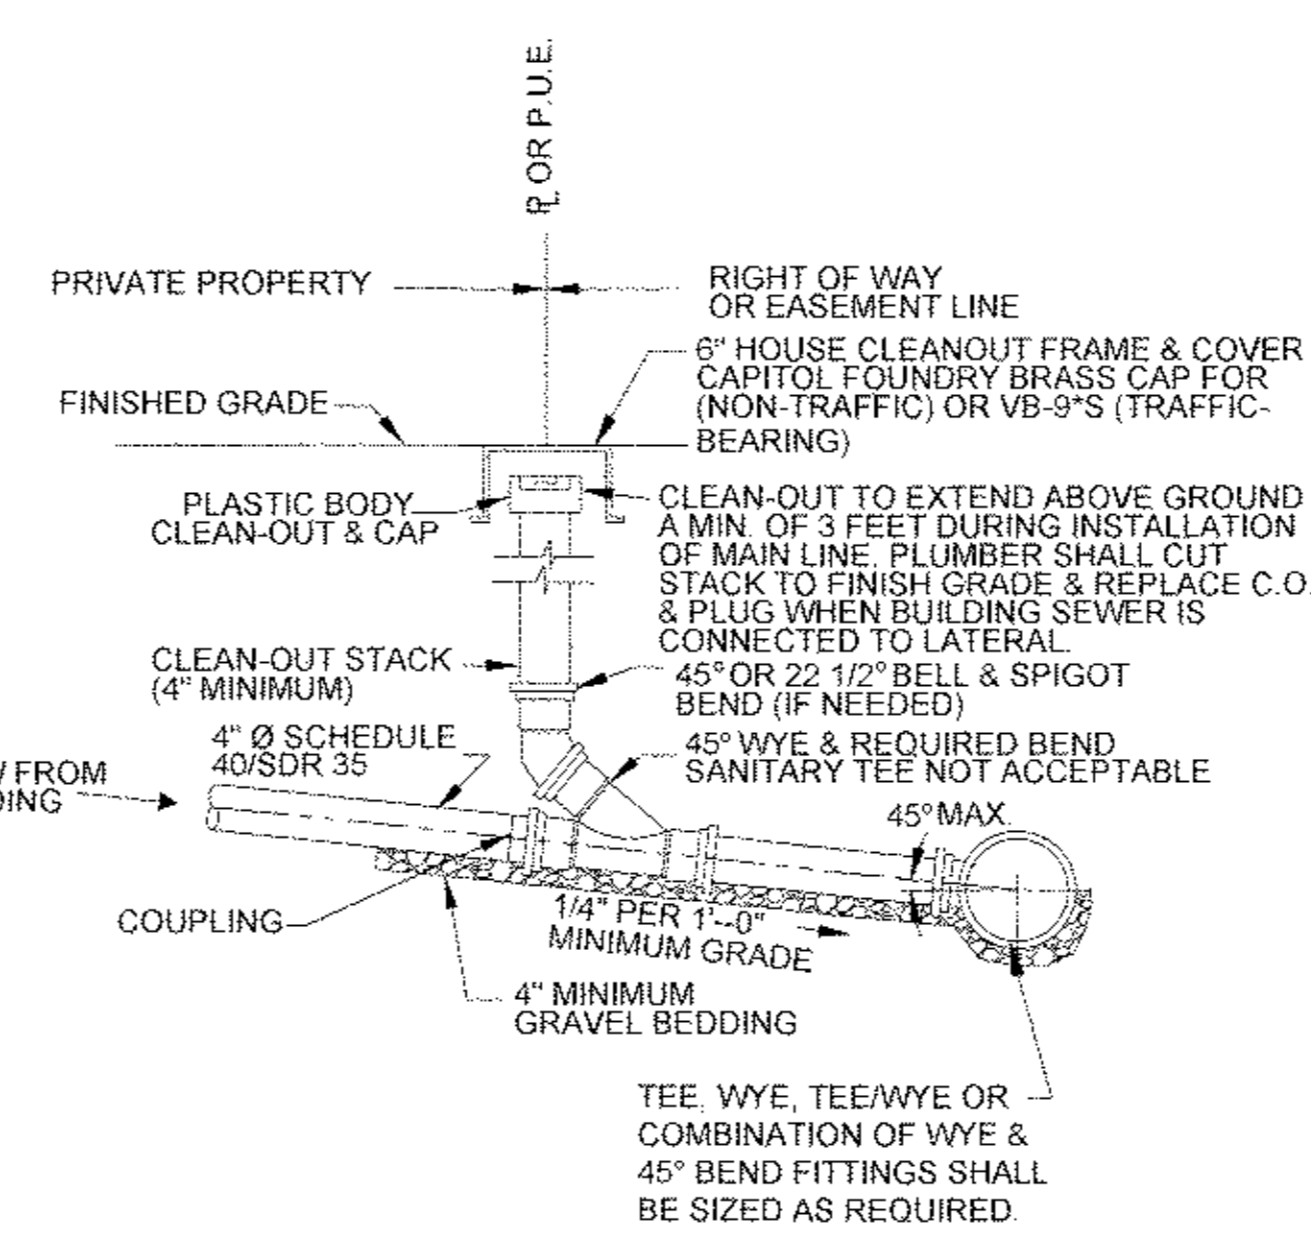 ℄ OR P.U.E.
PRIVATE PROPERTY
RIGHT OF WAY
OR EASEMENT LINE
6" HOUSE CLEANOUT FRAME & COVER
CAPITOL FOUNDRY BRASS CAP FOR
(NON-TRAFFIC) OR VB-9*S (TRAFFIC-
BEARING)
FINISHED GRADE
PLASTIC BODY
CLEAN-OUT & CAP
CLEAN-OUT TO EXTEND ABOVE GROUND
A MIN. OF 3 FEET DURING INSTALLATION
OF MAIN LINE. PLUMBER SHALL CUT
STACK TO FINISH GRADE & REPLACE C.O.
& PLUG WHEN BUILDING SEWER IS
CONNECTED TO LATERAL.
CLEAN-OUT STACK
(4" MINIMUM)
45° OR 22 1/2° BELL & SPIGOT
BEND (IF NEEDED)
4" Ø SCHEDULE
40/SDR 35
45° WYE & REQUIRED BEND
SANITARY TEE NOT ACCEPTABLE
FROM
45° MAX.
COUPLING
1/4" PER 1'-0"
MINIMUM GRADE
4" MINIMUM
GRAVEL BEDDING
TEE, WYE, TEE/WYE OR
COMBINATION OF WYE &
45° BEND FITTINGS SHALL
BE SIZED AS REQUIRED.